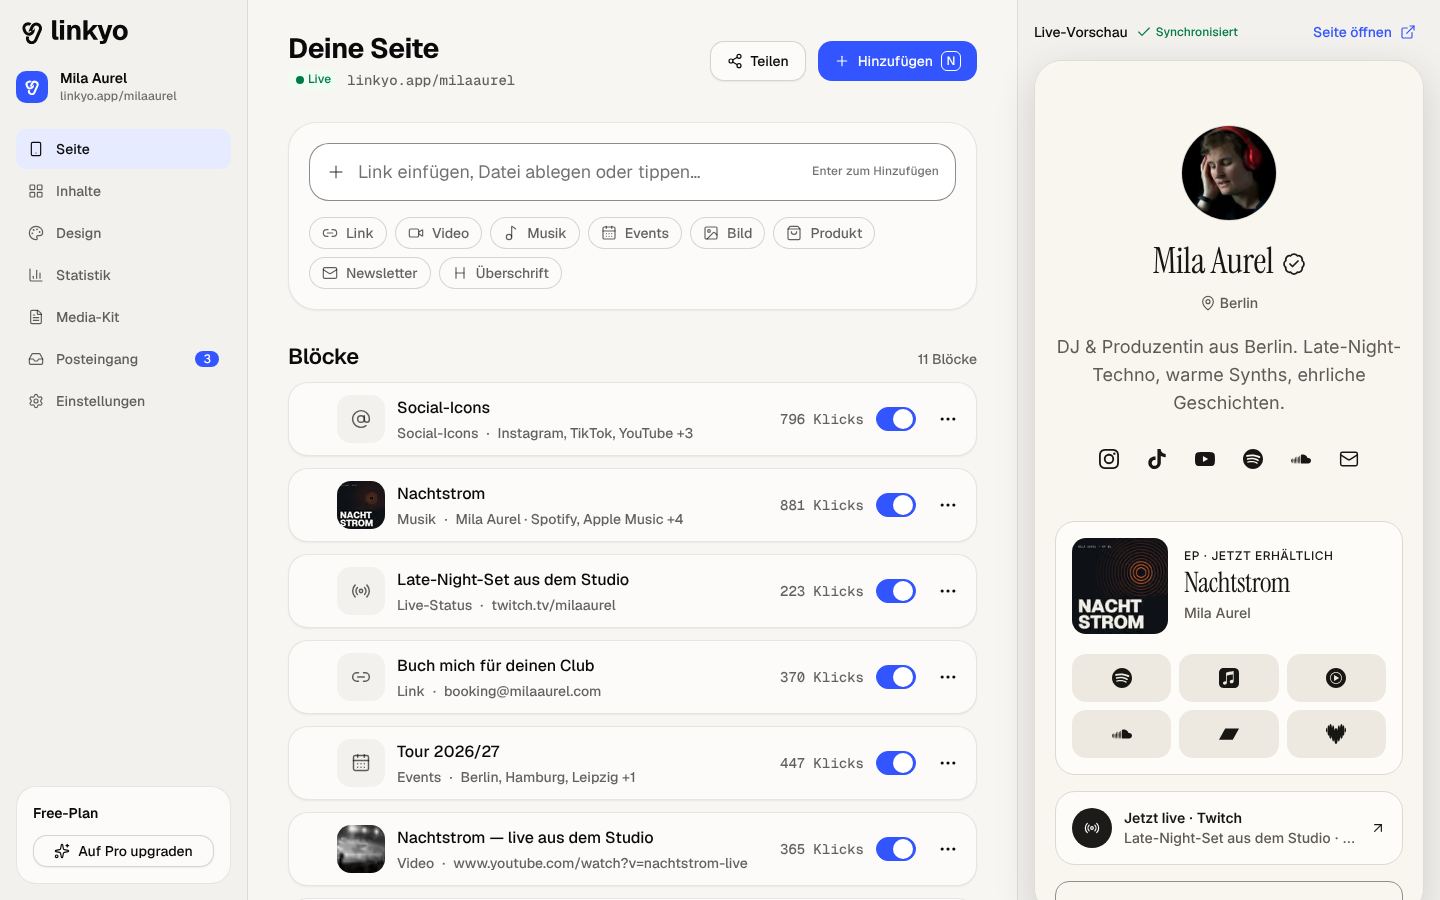 linkyo
Mila Aurel
linkyo.app/milaaurel
Seite
Inhalte
Design
Statistik
Media-Kit
Posteingang 3
Einstellungen
Free-Plan
Auf Pro upgraden
Deine Seite
Live linkyo.app/milaaurel
Teilen
Hinzufügen N
Link einfügen, Datei ablegen oder tippen... Enter zum Hinzufügen
Link Video Musik Events Bild Produkt
Newsletter Überschrift
Blöcke 11 Blöcke
Social-Icons
Social-Icons · Instagram, TikTok, YouTube +3
796 Klicks
Nachtstrom
Musik · Mila Aurel · Spotify, Apple Music +4
881 Klicks
NACHT
STROM
Late-Night-Set aus dem Studio
Live-Status · twitch.tv/milaaurel
223 Klicks
Buch mich für deinen Club
Link · booking@milaaurel.com
370 Klicks
Tour 2026/27
Events · Berlin, Hamburg, Leipzig +1
447 Klicks
Nachtstrom — live aus dem Studio
Video · www.youtube.com/watch?v=nachtstrom-live
365 Klicks
Live-Vorschau Synchronisiert Seite öffnen
Mila Aurel
Berlin
DJ & Produzentin aus Berlin. Late-Night-
Techno, warme Synths, ehrliche
Geschichten.
NACHT
STROM
EP · JETZT ERHÄLTLICH
Nachtstrom
Mila Aurel
Jetzt live · Twitch
Late-Night-Set aus dem Studio · ...